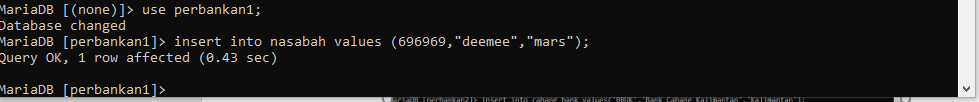 MariaDB [(none)]> use perbankan1;
Database changed
MariaDB [perbankan1]> insert into nasabah values (696969,"deemee","mars");
Query OK, 1 row affected (0.43 sec)
MariaDB [perbankan1]>
MariaDB [perbankan2]> insert into cabang_bank values('BRUK','Bank Cabang Kalimantan','Kalimantan');